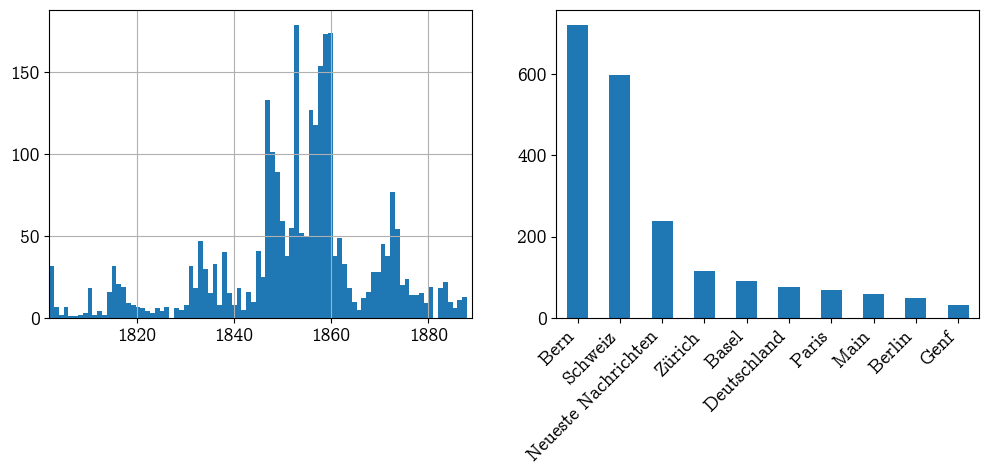 150
100
50
0
1820 1840 1860 1880
600
400
200
0
Bern
Schweiz
Neueste Nachrichten
Zürich
Basel
Deutschland
Paris
Main
Berlin
Genf